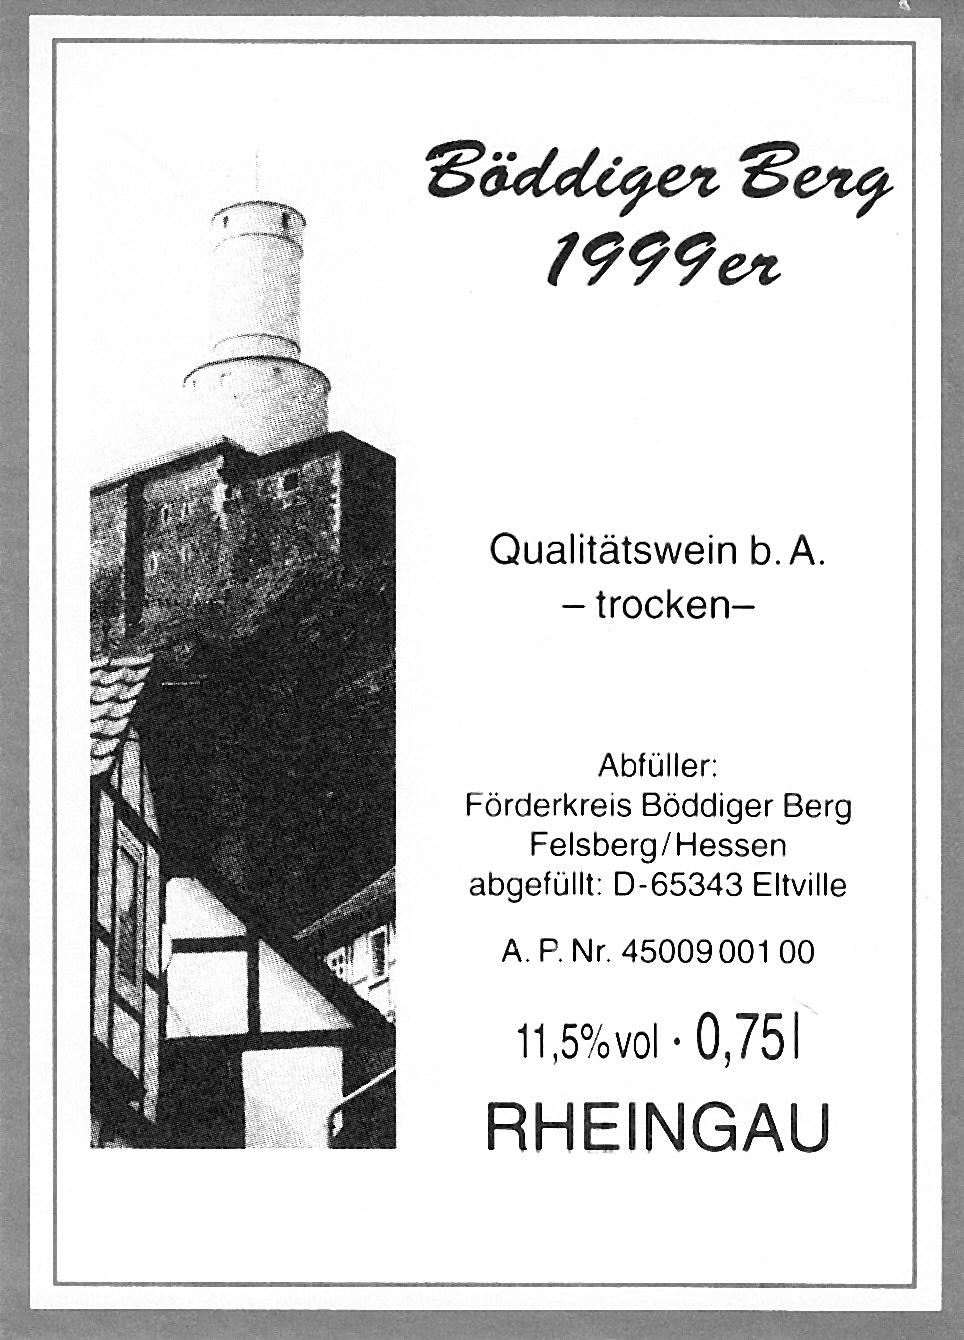 Böddiger Berg
1999er
Qualitätswein b. A.
– trocken–
Abfüller:
Förderkreis Böddiger Berg
Felsberg/Hessen
abgefüllt: D-65343 Eltville
A. P. Nr. 45009 001 00
11,5% vol · 0,75 l
RHEINGAU